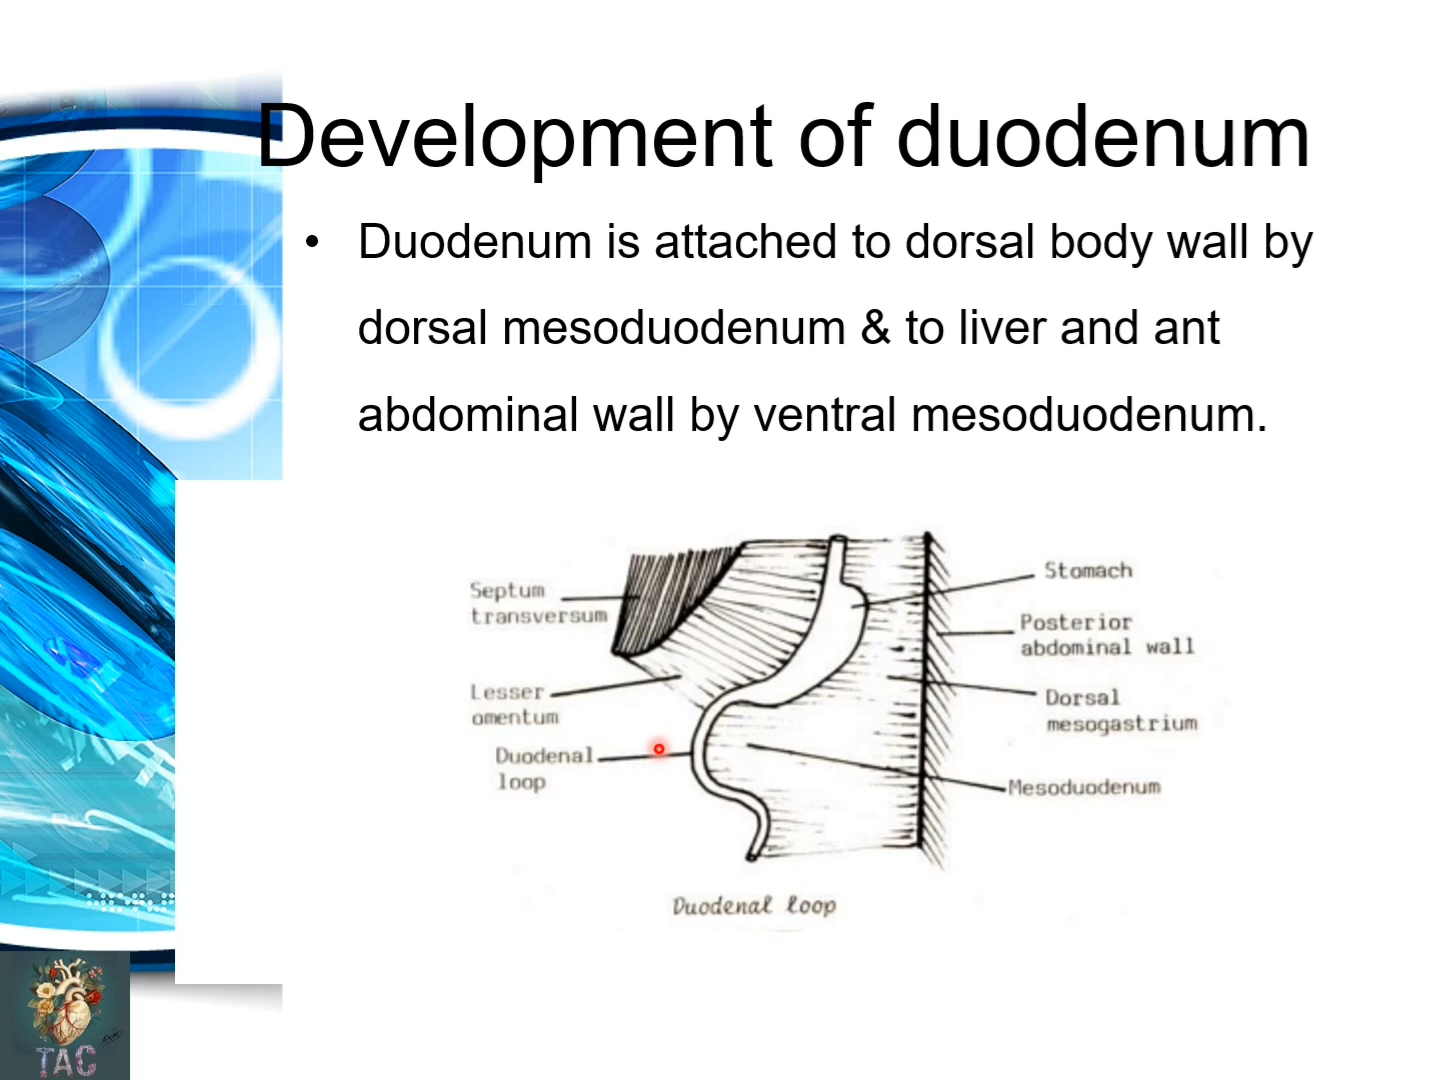 Development of duodenum
• Duodenum is attached to dorsal body wall by
dorsal mesoduodenum & to liver and ant
abdominal wall by ventral mesoduodenum.
Septum
transversum
Lesser
omentum
Duodenal
loop
Stomach
Posterior
abdominal wall
Dorsal
mesogastrium
Mesoduodenum
Duodenal loop
TAC